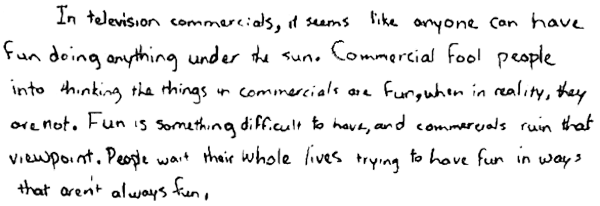 In television commercials, it seems like anyone can have
fun doing anything under the sun. Commercial fool people
into thinking the things in commercials are fun, when in reality, they
are not. Fun is something difficult to have, and commercials ruin that
viewpoint. People wait their whole lives trying to have fun in ways
that aren't always fun.